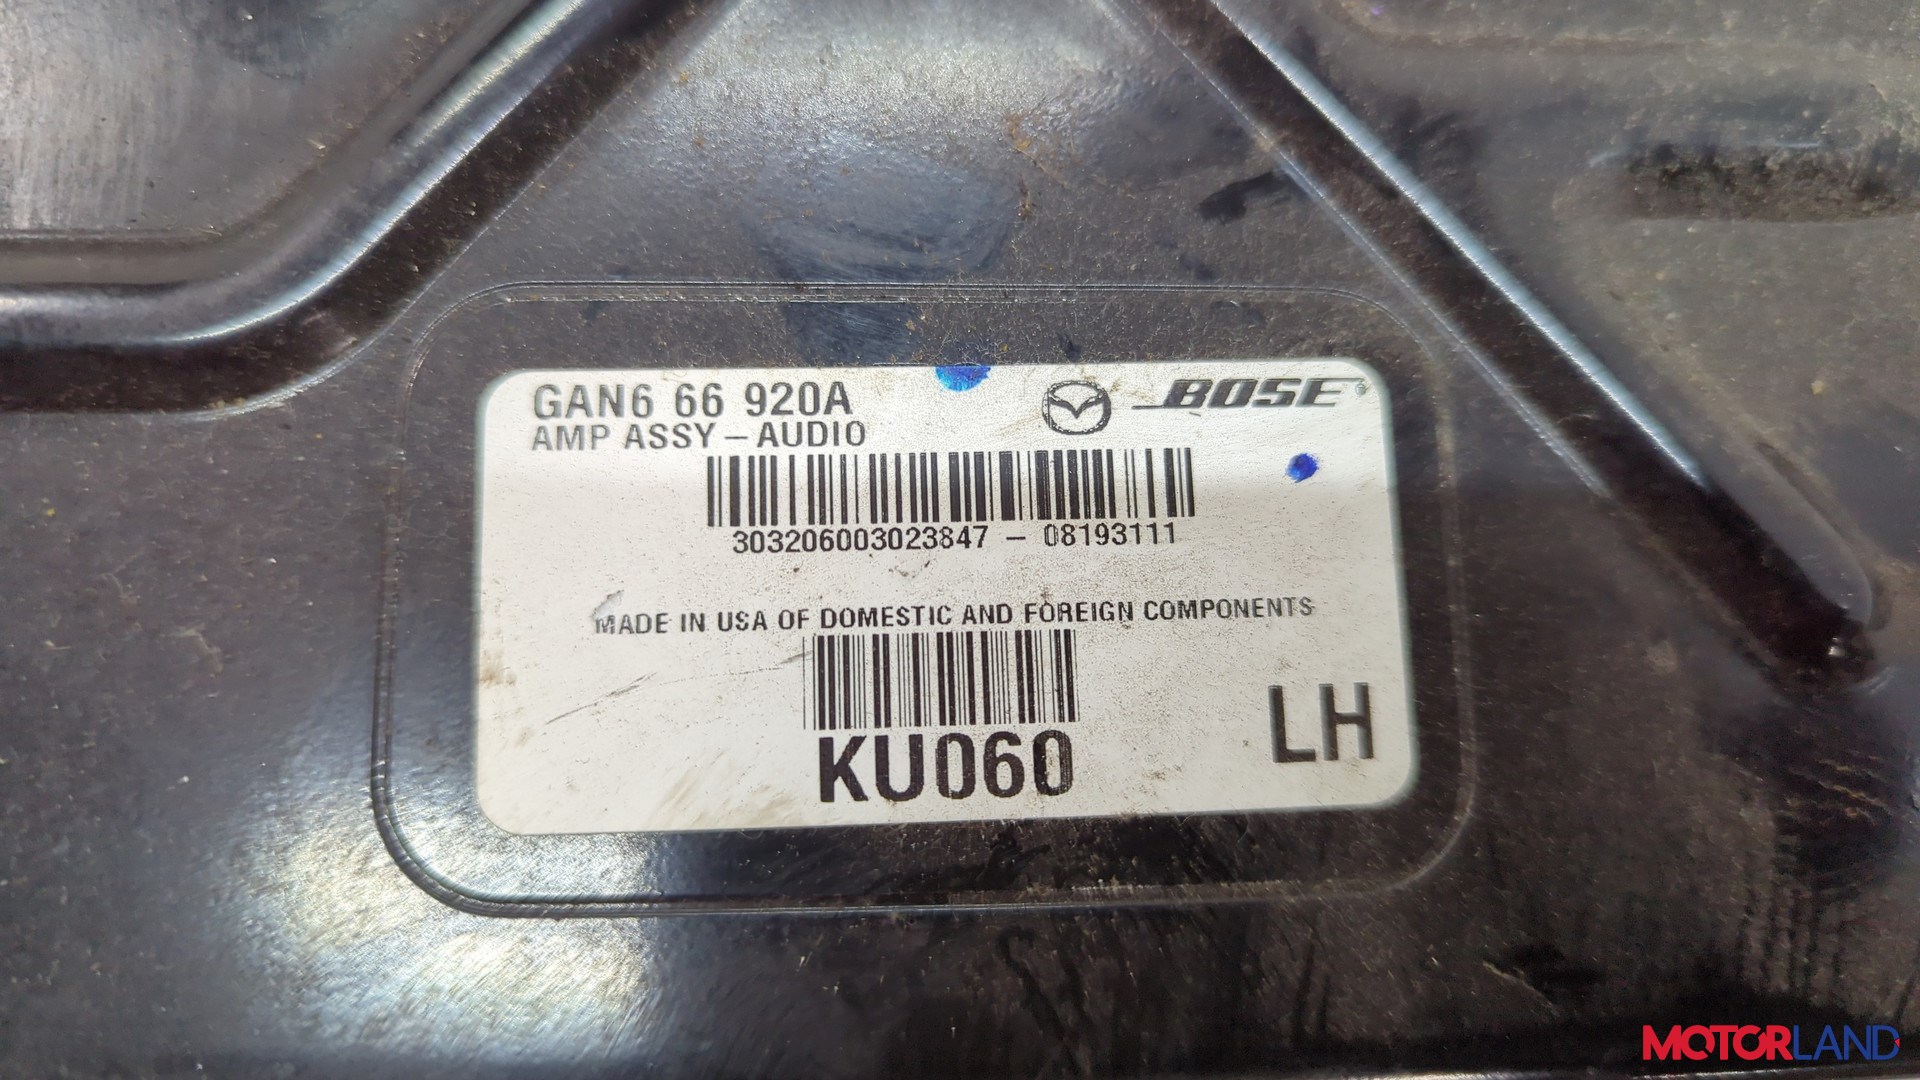 GAN6 66 920A
BOSE®
AMP ASSY – AUDIO
303206003023847 – 08193111
MADE IN USA OF DOMESTIC AND FOREIGN COMPONENTS
KU060
LH
MOTORLAND